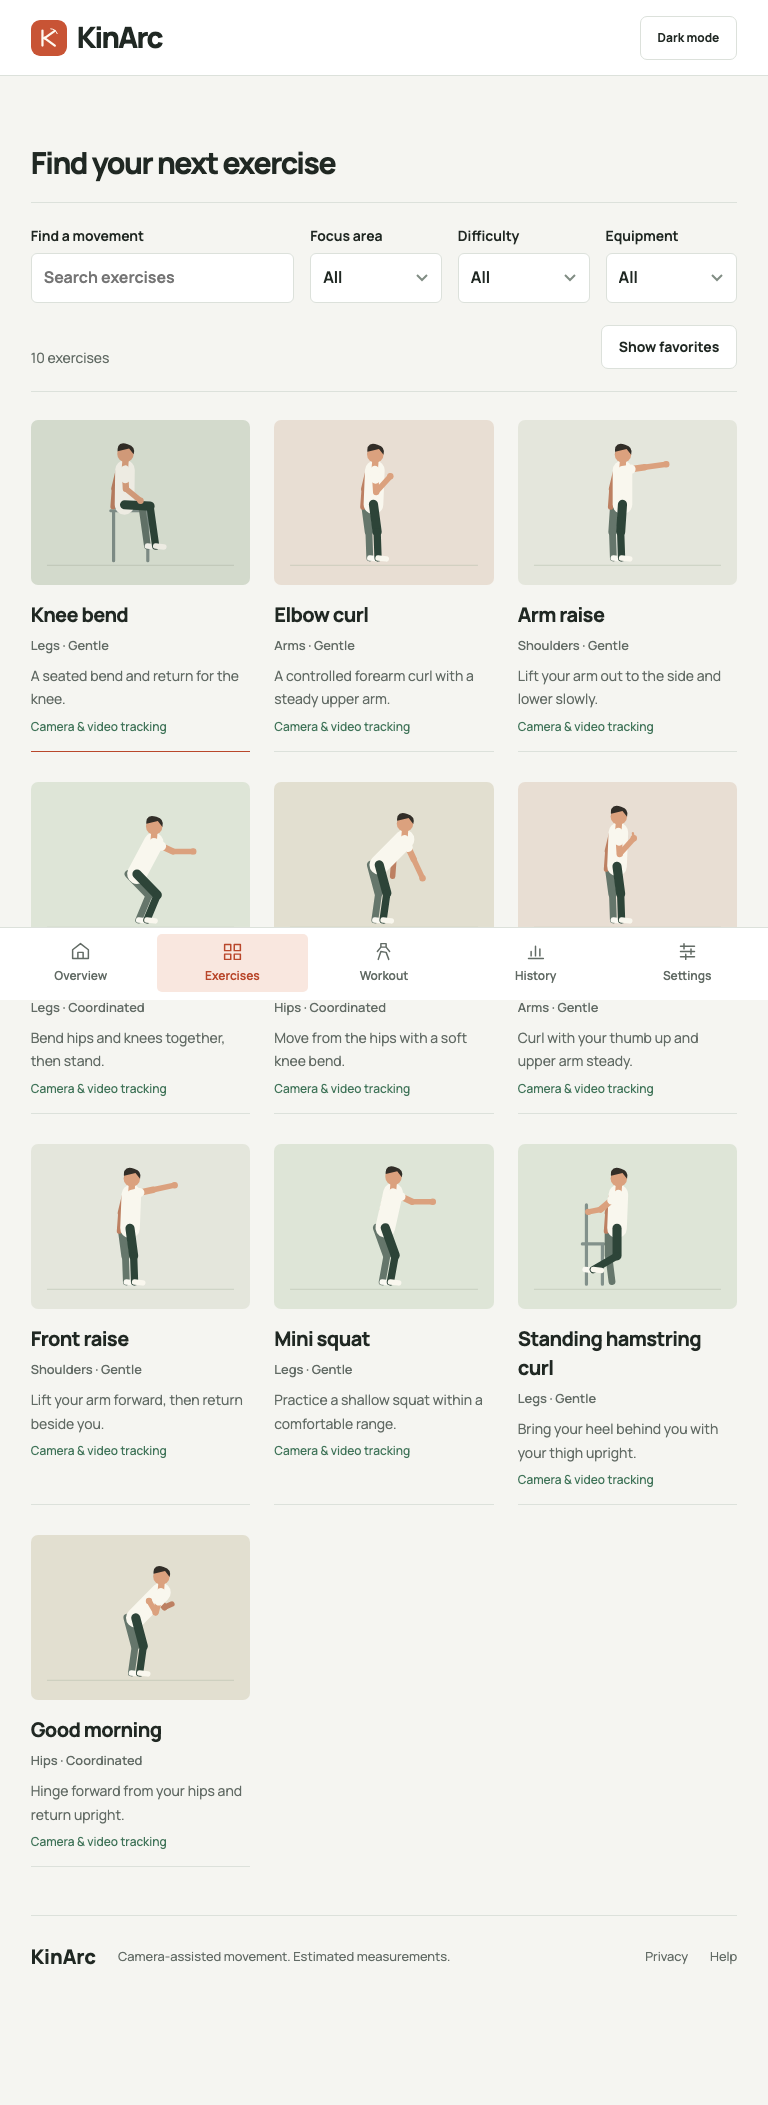 KinArc
Dark mode
Find your next exercise
Find a movement
Focus area
Difficulty
Equipment
Search exercises
All
All
All
10 exercises
Show favorites
Knee bend
Legs · Gentle
A seated bend and return for the
knee.
Camera & video tracking
Elbow curl
Arms · Gentle
A controlled forearm curl with a
steady upper arm.
Camera & video tracking
Arm raise
Shoulders · Gentle
Lift your arm out to the side and
lower slowly.
Camera & video tracking
Overview
Exercises
Workout
History
Settings
Legs · Coordinated
Bend hips and knees together,
then stand.
Camera & video tracking
Hips · Coordinated
Move from the hips with a soft
knee bend.
Camera & video tracking
Arms · Gentle
Curl with your thumb up and
upper arm steady.
Camera & video tracking
Front raise
Shoulders · Gentle
Lift your arm forward, then return
beside you.
Camera & video tracking
Mini squat
Legs · Gentle
Practice a shallow squat within a
comfortable range.
Camera & video tracking
Standing hamstring
curl
Legs · Gentle
Bring your heel behind you with
your thigh upright.
Camera & video tracking
Good morning
Hips · Coordinated
Hinge forward from your hips and
return upright.
Camera & video tracking
KinArc
Camera-assisted movement. Estimated measurements.
Privacy
Help